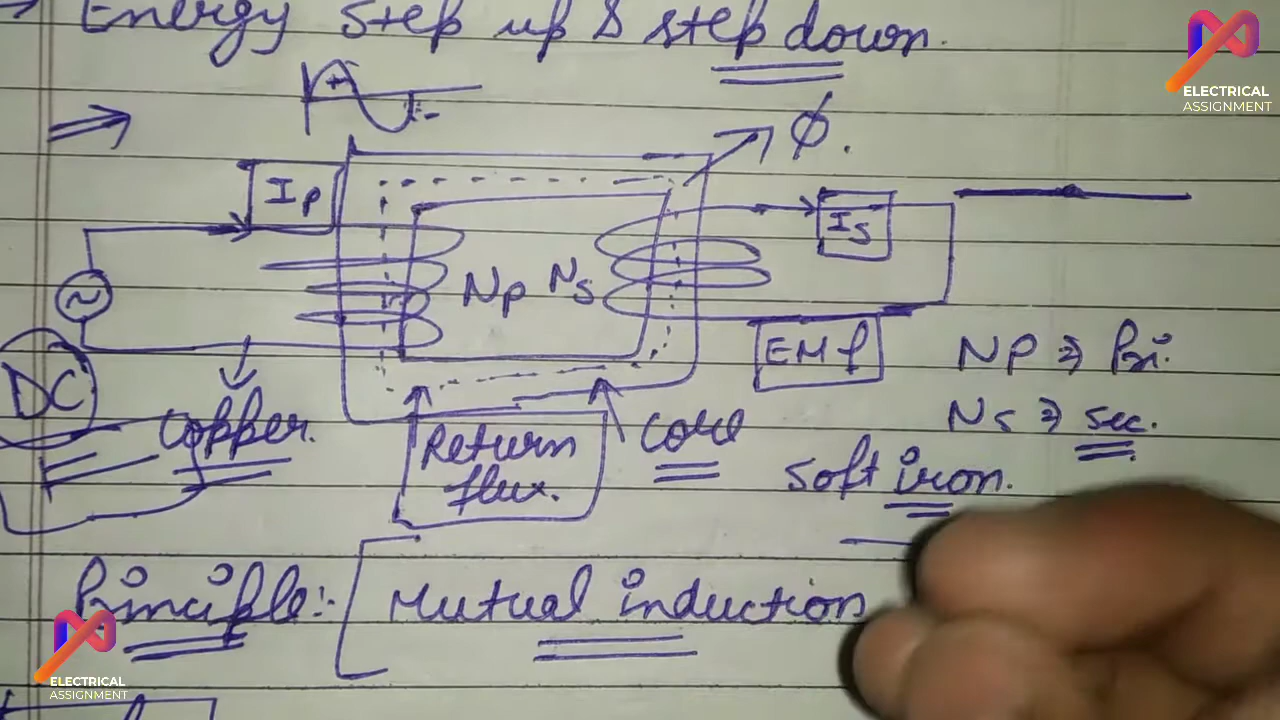 → Energy step up & step down.
ELECTRICAL
ASSIGNMENT
⇒
+
-
ϕ.
Ip
Is
~
Np Ns
EMf
NP ⇒ Pri.
DC
Ns ⇒ sec.
Copper.
Return
flux.
Core
Soft iron.
Principle:- Mutual induction
ELECTRICAL
ASSIGNMENT